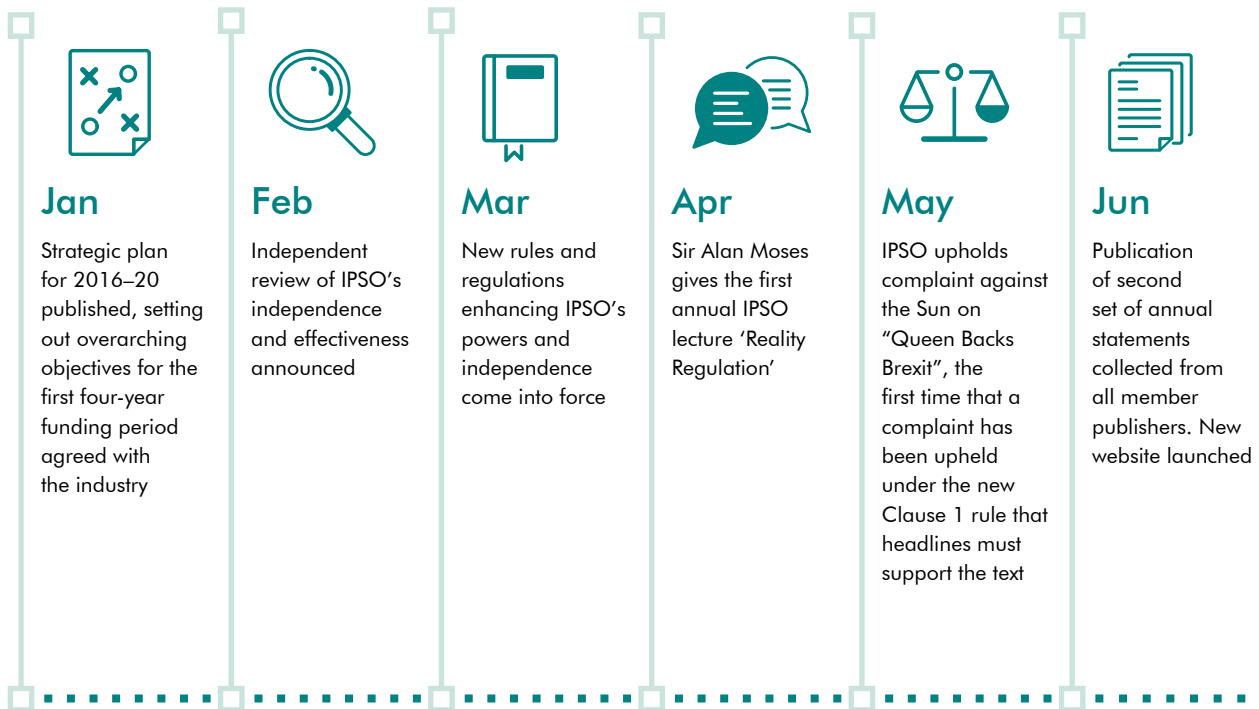 Jan
Strategic plan
for 2016–20
published, setting
out overarching
objectives for the
first four-year
funding period
agreed with
the industry
Feb
Independent
review of IPSO’s
independence
and effectiveness
announced
Mar
New rules and
regulations
enhancing IPSO’s
powers and
independence
come into force
Apr
Sir Alan Moses
gives the first
annual IPSO
lecture ‘Reality
Regulation’
May
IPSO upholds
complaint against
the Sun on
“Queen Backs
Brexit”, the
first time that a
complaint has
been upheld
under the new
Clause 1 rule that
headlines must
support the text
Jun
Publication
of second
set of annual
statements
collected from
all member
publishers. New
website launched